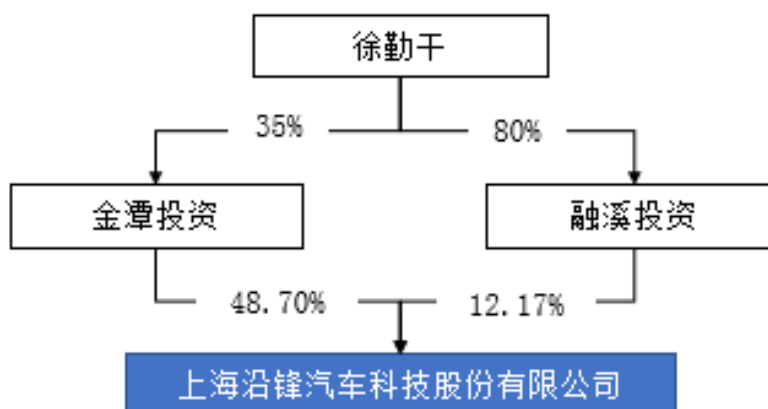 徐勤干
35%
80%
金潭投资
融溪投资
48.70%
12.17%
上海沿锋汽车科技股份有限公司